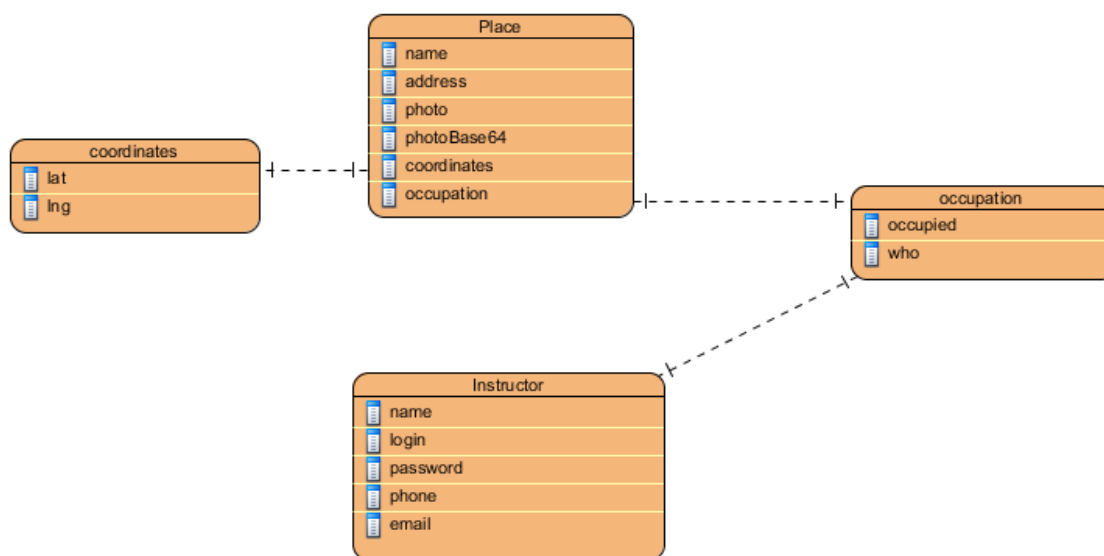 Place
name
address
photo
photoBase64
coordinates
occupation
coordinates
lat
lng
occupation
occupied
who
Instructor
name
login
password
phone
email